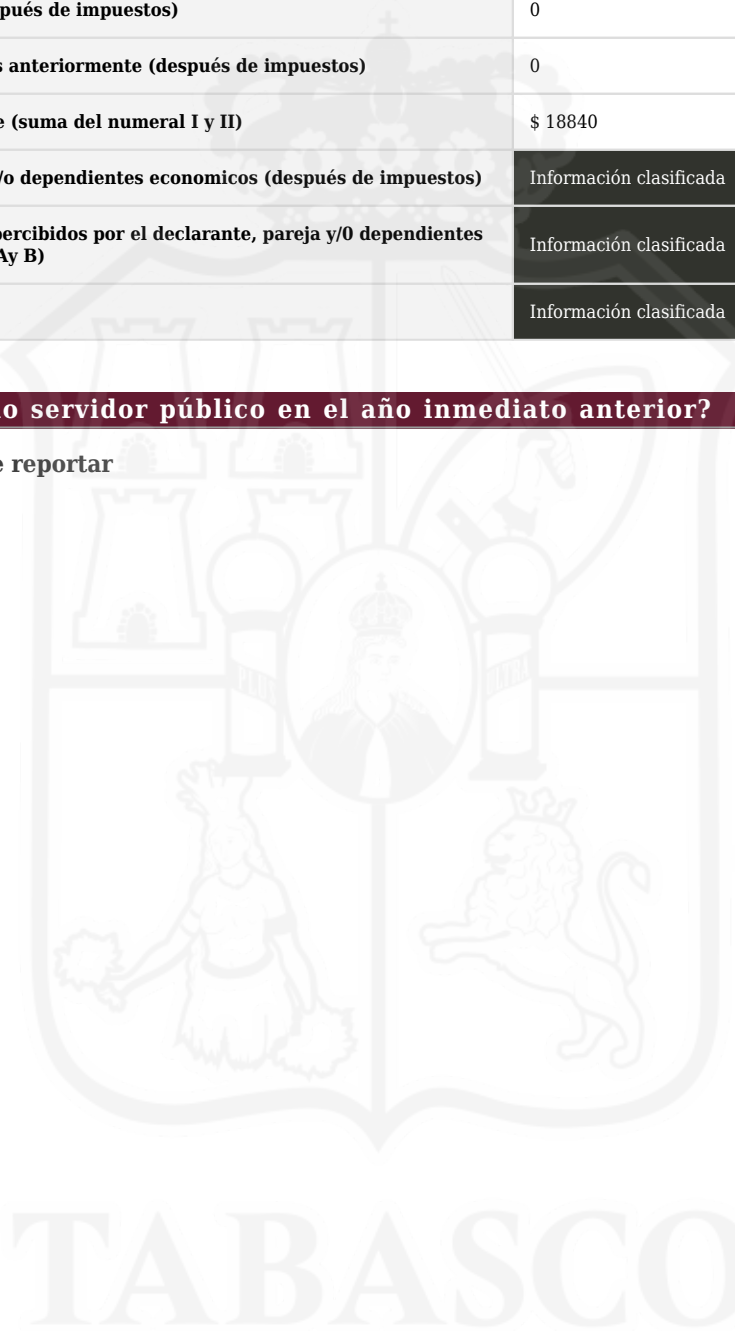 pués de impuestos)
0
s anteriormente (después de impuestos)
0
e (suma del numeral I y II)
$ 18840
/o dependientes economicos (después de impuestos)
Información clasificada
percibidos por el declarante, pareja y/0 dependientes
Ay B)
Información clasificada
Información clasificada
o servidor público en el año inmediato anterior?
e reportar
PLUS
ULTRA
TABASCO